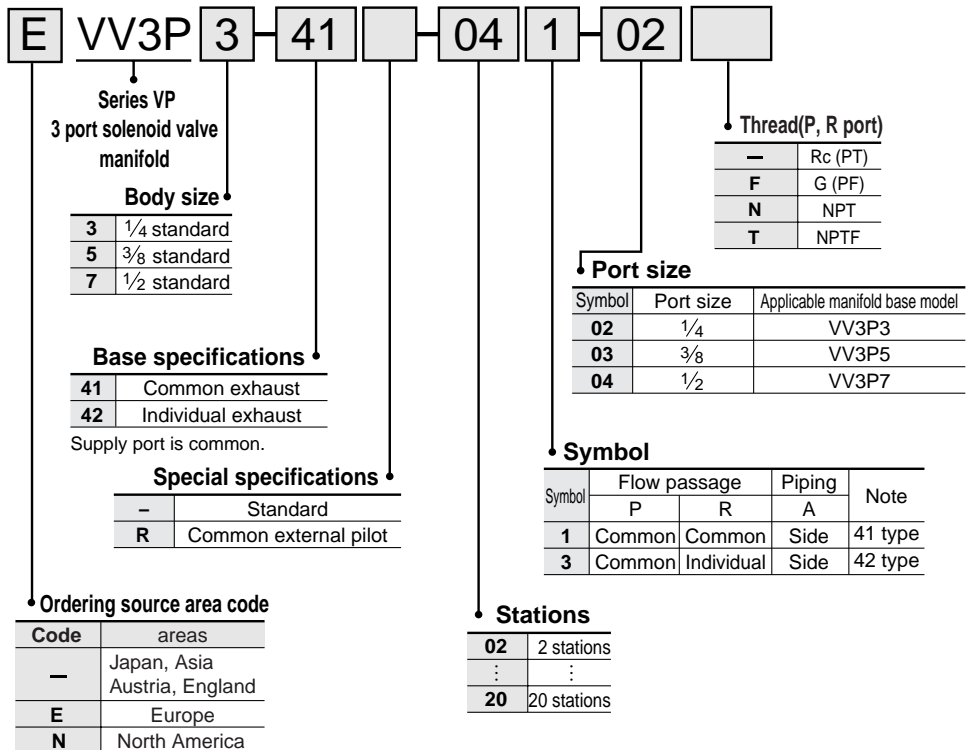 E VV3P 3 - 41 - 04 1 - 02
Series VP
3 port solenoid valve
manifold
Body size
3 1/4 standard
5 3/8 standard
7 1/2 standard
Base specifications
41 Common exhaust
42 Individual exhaust
Supply port is common.
Special specifications
– Standard
R Common external pilot
Ordering source area code
Code areas
— Japan, Asia
Austria, England
E Europe
N North America
Thread(P, R port)
— Rc (PT)
F G (PF)
N NPT
T NPTF
Port size
Symbol Port size Applicable manifold base model
02 1/4 VV3P3
03 3/8 VV3P5
04 1/2 VV3P7
Symbol
Symbol Flow passage Piping Note
P R A
1 Common Common Side 41 type
3 Common Individual Side 42 type
Stations
02 2 stations
⋮ ⋮
20 20 stations